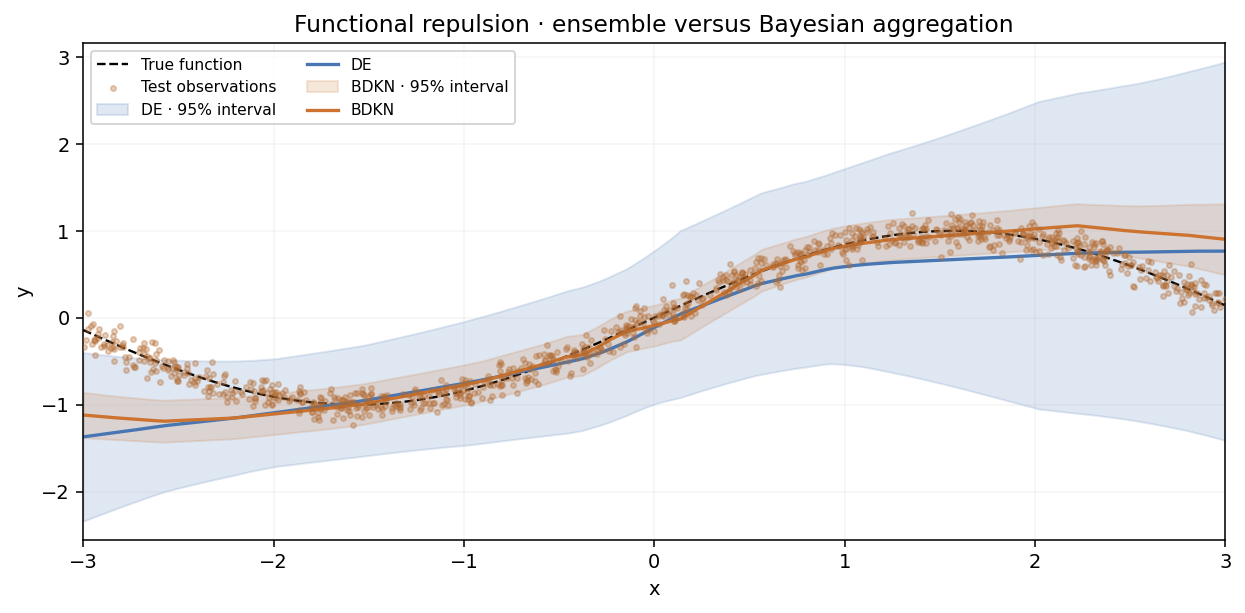 Functional repulsion · ensemble versus Bayesian aggregation
True function
Test observations
DE · 95% interval
DE
BDKN · 95% interval
BDKN
3
2
1
0
−1
−2
y
−3
−2
−1
0
1
2
3
x